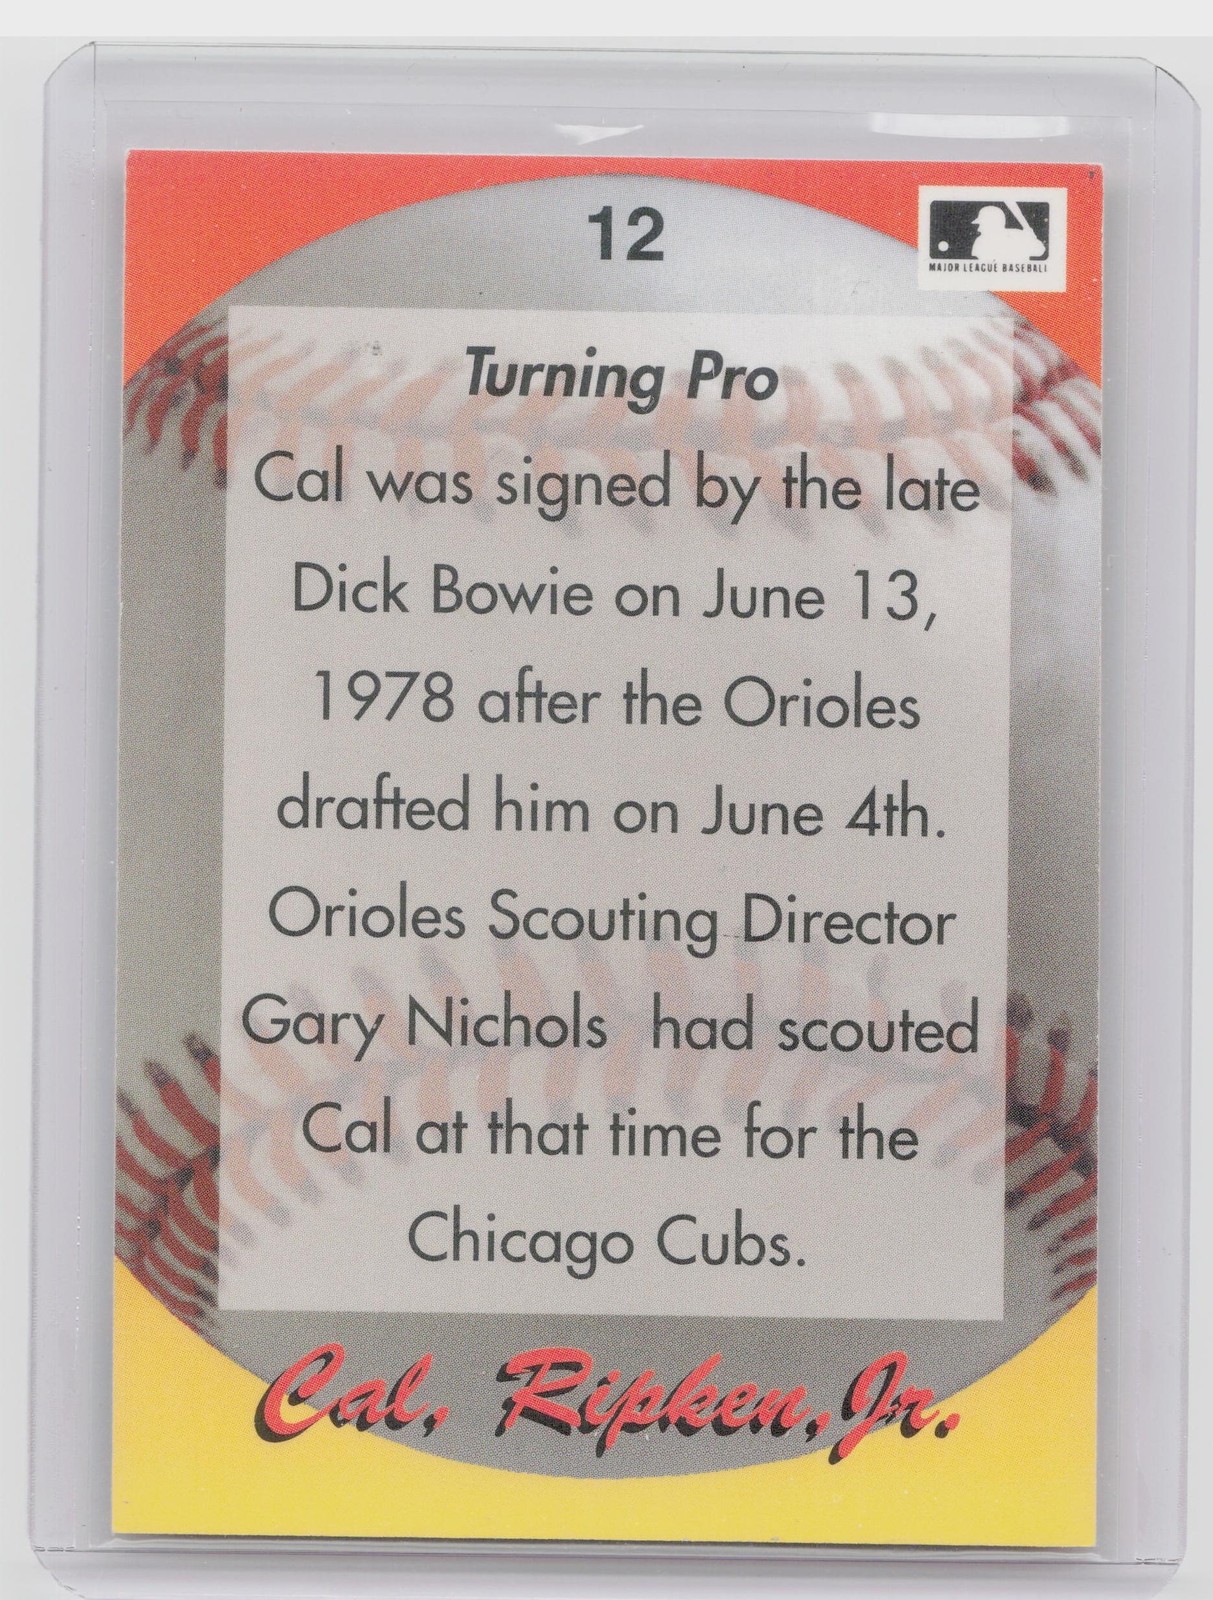 12
MAJOR LEAGUE BASEBALL
Turning Pro
Cal was signed by the late
Dick Bowie on June 13,
1978 after the Orioles
drafted him on June 4th.
Orioles Scouting Director
Gary Nichols had scouted
Cal at that time for the
Chicago Cubs.
Cal, Ripken, Jr.